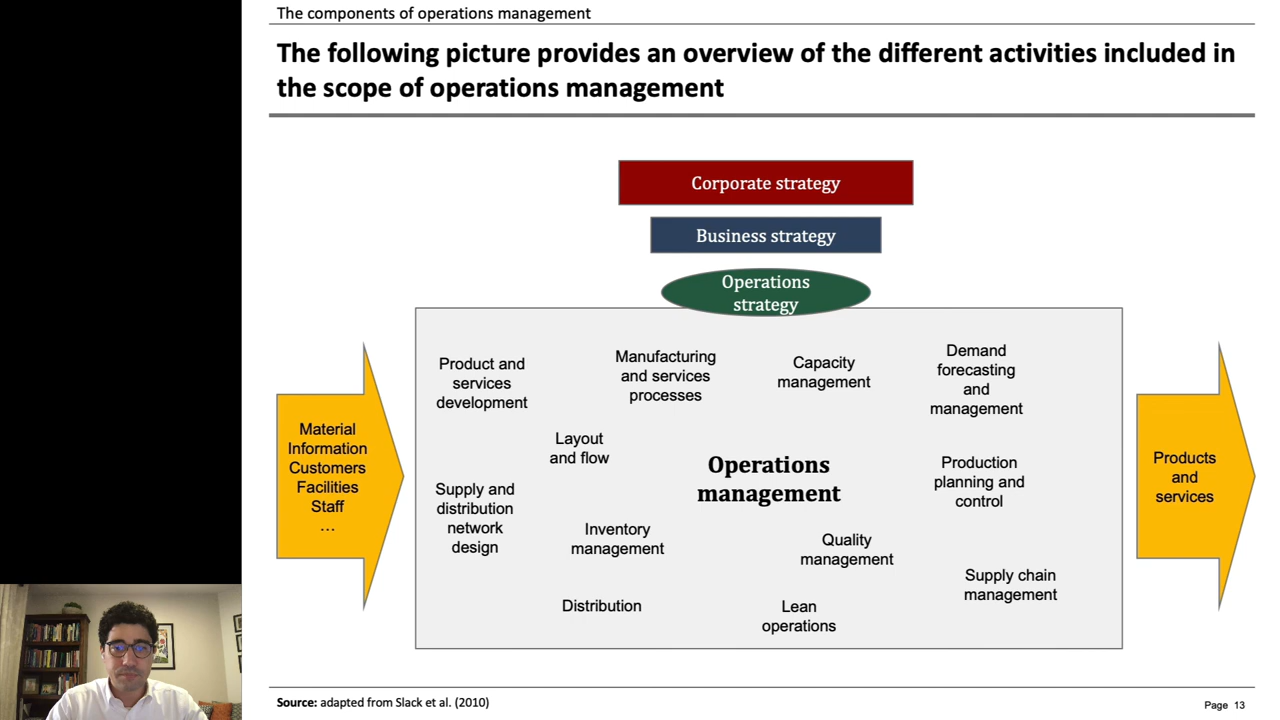 The components of operations management
The following picture provides an overview of the different activities included in
the scope of operations management
Corporate strategy
Business strategy
Operations
strategy
Material
Information
Customers
Facilities
Staff
…
Product and
services
development
Manufacturing
and services
processes
Capacity
management
Demand
forecasting
and
management
Layout
and flow
Operations
management
Production
planning and
control
Supply and
distribution
network
design
Inventory
management
Quality
management
Supply chain
management
Distribution
Lean
operations
Products
and
services
Source: adapted from Slack et al. (2010)
Page 13